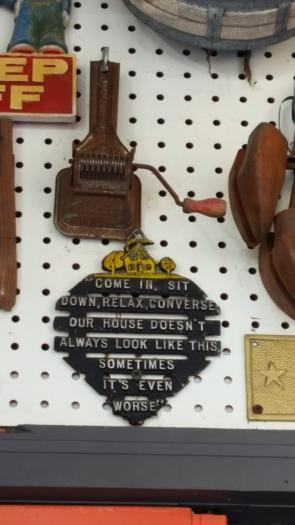 EP
FF
"COME IN, SIT
DOWN, RELAX, CONVERSE,
OUR HOUSE DOESN'T
ALWAYS LOOK LIKE THIS,
SOMETIMES
IT'S EVEN
WORSE"